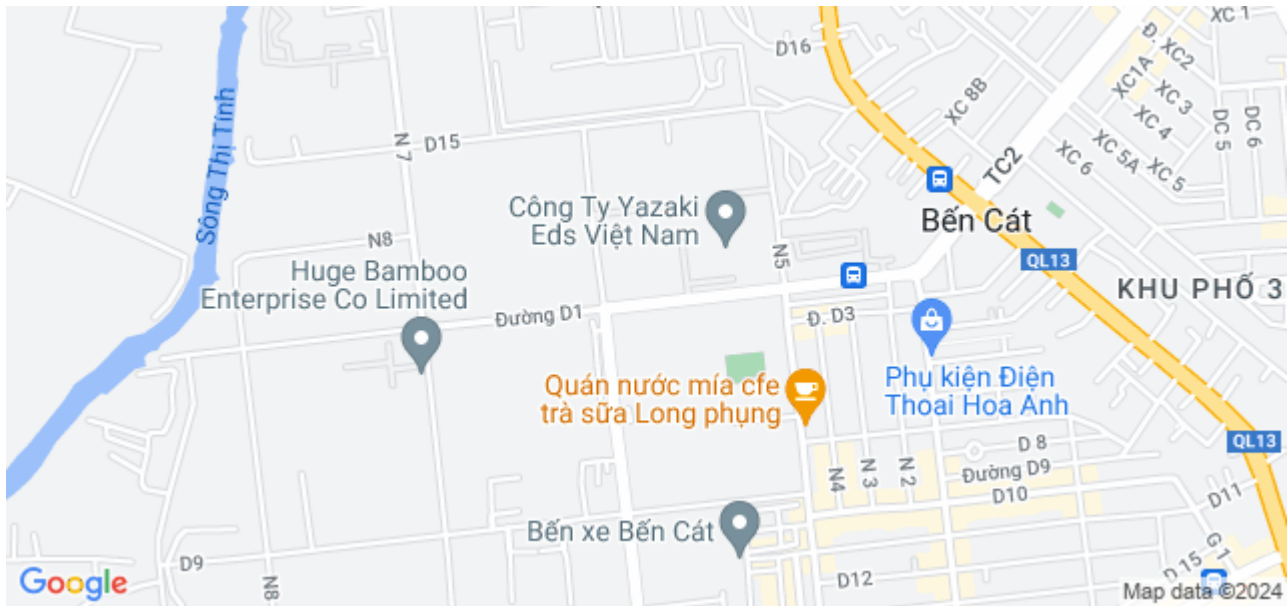 XC 1
D16
Đ. XC2
XC1A
XC 3
XC 8B
XC 4
DC 5
DC 6
Sông Thị Tính
N 7
D15
XC 6
XC 5A
XC 5
TC2
Công Ty Yazaki
Eds Việt Nam
Bến Cát
N8
N5
QL13
Huge Bamboo
Enterprise Co Limited
KHU PHỐ 3
Đường D1
Đ. D3
Quán nước mía cfe
trà sữa Long phụng
Phụ kiện Điện
Thoại Hoa Anh
QL13
D 8
N4
N 3
N 2
Đường D9
D10
D11
Bến xe Bến Cát
G 1
D9
N8
D12
D 15
Google
Map data ©2024